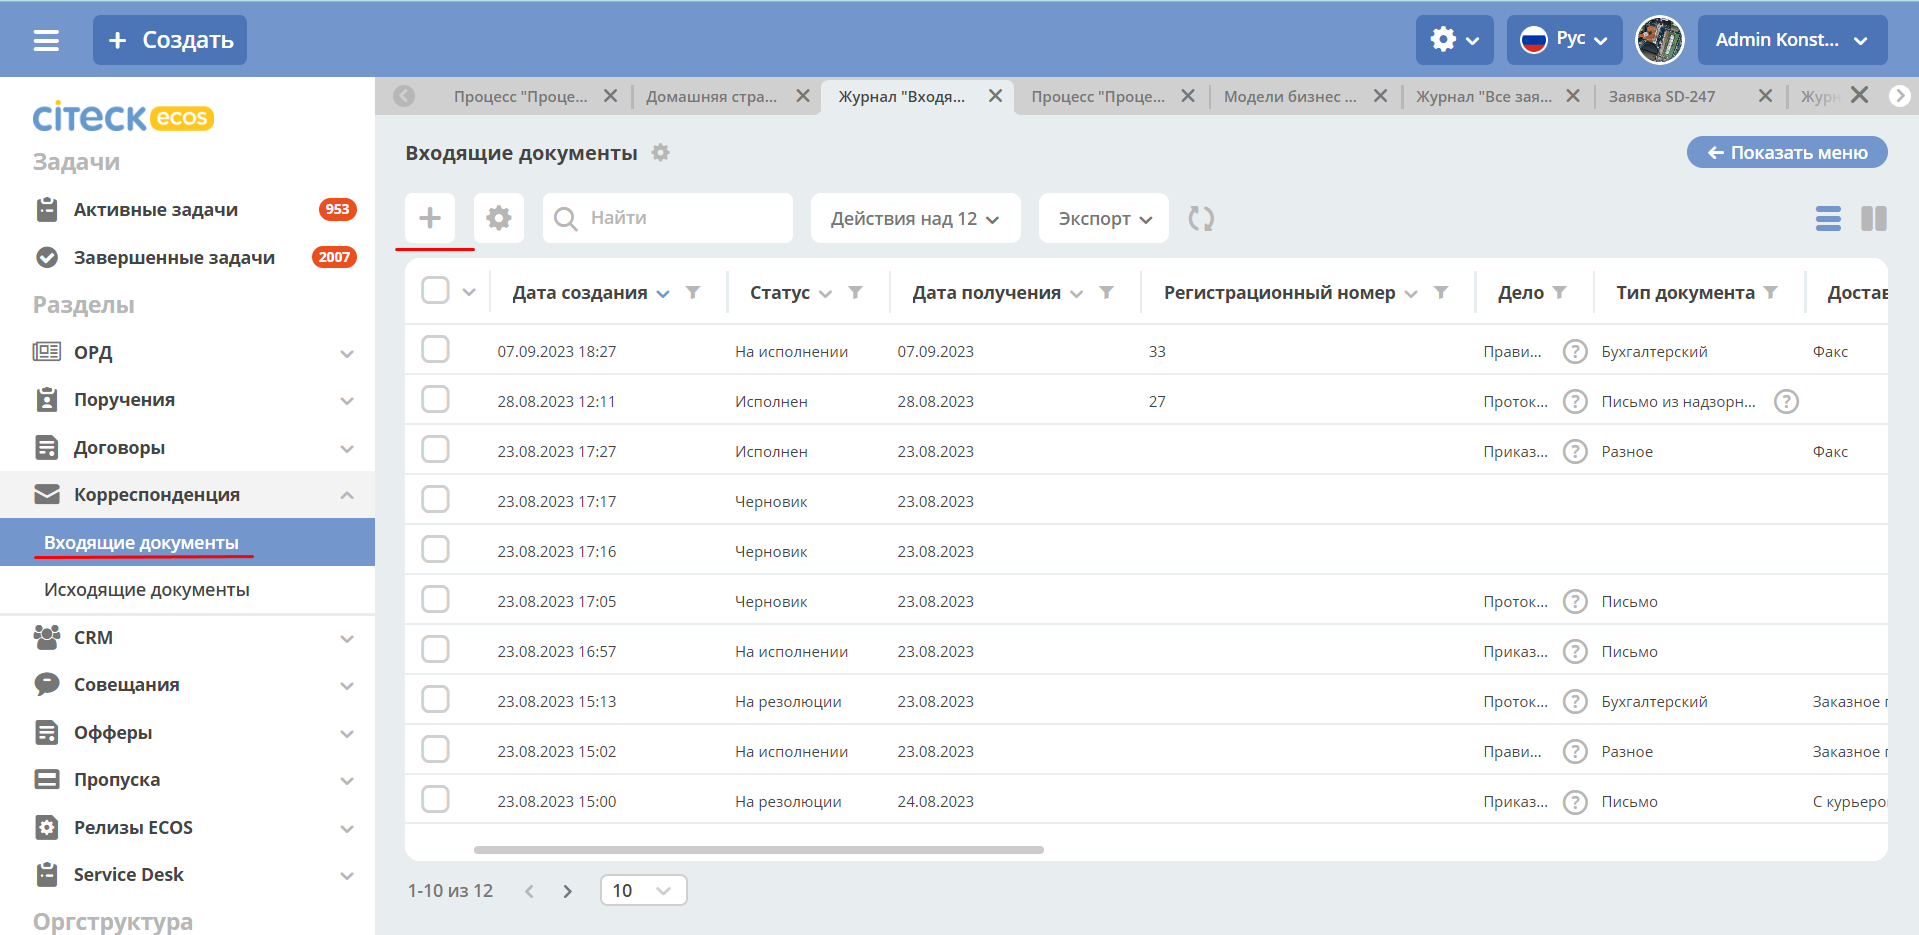 + Создать
Рус
Admin Konst...
citeck ecos
Задачи
Активные задачи 953
Завершенные задачи 2007
Разделы
ОРД
Поручения
Договоры
Корреспонденция
Входящие документы
Исходящие документы
CRM
Совещания
Офферы
Пропуска
Релизы ECOS
Service Desk
Оргструктура
Процесс "Проце...
Домашняя стра...
Журнал "Входя...
Процесс "Проце...
Модели бизнес ...
Журнал "Все зая...
Заявка SD-247
Журн
Входящие документы
Показать меню
Найти
Действия над 12
Экспорт
Дата создания Статус Дата получения Регистрационный номер Дело Тип документа Достав
07.09.2023 18:27 На исполнении 07.09.2023 33 Прави... ? Бухгалтерский Факс
28.08.2023 12:11 Исполнен 28.08.2023 27 Проток... ? Письмо из надзорн... ?
23.08.2023 17:27 Исполнен 23.08.2023 Приказ... ? Разное Факс
23.08.2023 17:17 Черновик 23.08.2023
23.08.2023 17:16 Черновик 23.08.2023
23.08.2023 17:05 Черновик 23.08.2023 Проток... ? Письмо
23.08.2023 16:57 На исполнении 23.08.2023 Приказ... ? Письмо
23.08.2023 15:13 На резолюции 23.08.2023 Проток... ? Бухгалтерский Заказное п
23.08.2023 15:02 На исполнении 23.08.2023 Прави... ? Разное Заказное п
23.08.2023 15:00 На резолюции 24.08.2023 Приказ... ? Письмо С курьеро
1-10 из 12
10